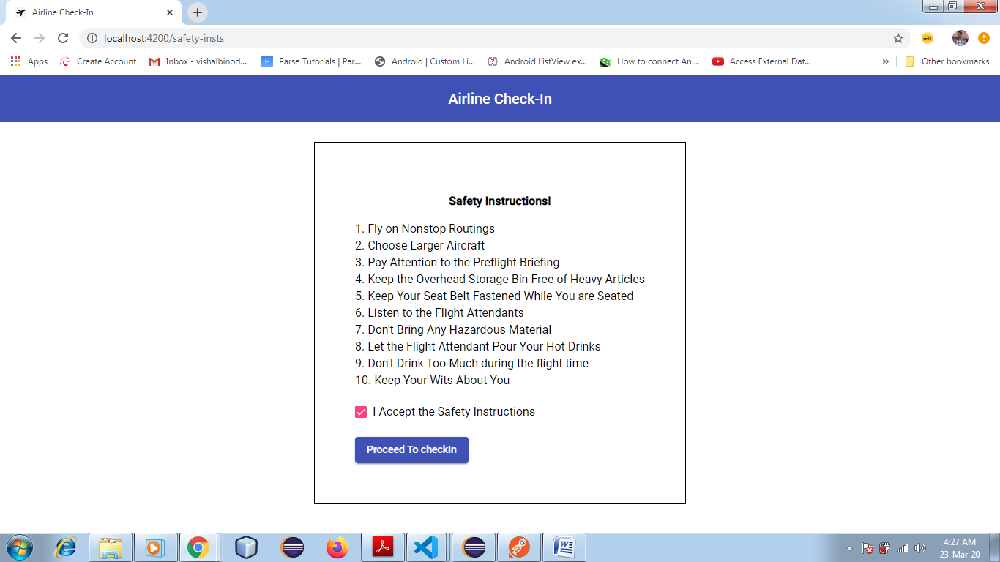 Airline Check-In
localhost:4200/safety-insts
Apps
Create Account
Inbox - vishalbinod...
Parse Tutorials | Par...
Android | Custom Li...
Android ListView ex...
How to connect An...
Access External Dat...
»
Other bookmarks
Airline Check-In
Safety Instructions!
1. Fly on Nonstop Routings
2. Choose Larger Aircraft
3. Pay Attention to the Preflight Briefing
4. Keep the Overhead Storage Bin Free of Heavy Articles
5. Keep Your Seat Belt Fastened While You are Seated
6. Listen to the Flight Attendants
7. Don't Bring Any Hazardous Material
8. Let the Flight Attendant Pour Your Hot Drinks
9. Don't Drink Too Much during the flight time
10. Keep Your Wits About You
I Accept the Safety Instructions
Proceed To checkIn
4:27 AM
23-Mar-20